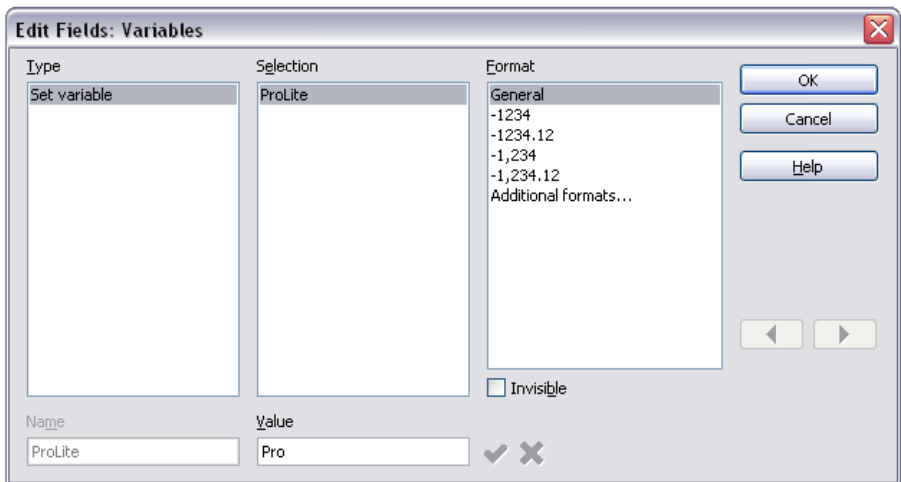 Edit Fields: Variables
Type
Selection
Format
Set variable
ProLite
General
-1234
-1234.12
-1,234
-1,234.12
Additional formats...
OK
Cancel
Help
Invisible
Name
Value
ProLite
Pro